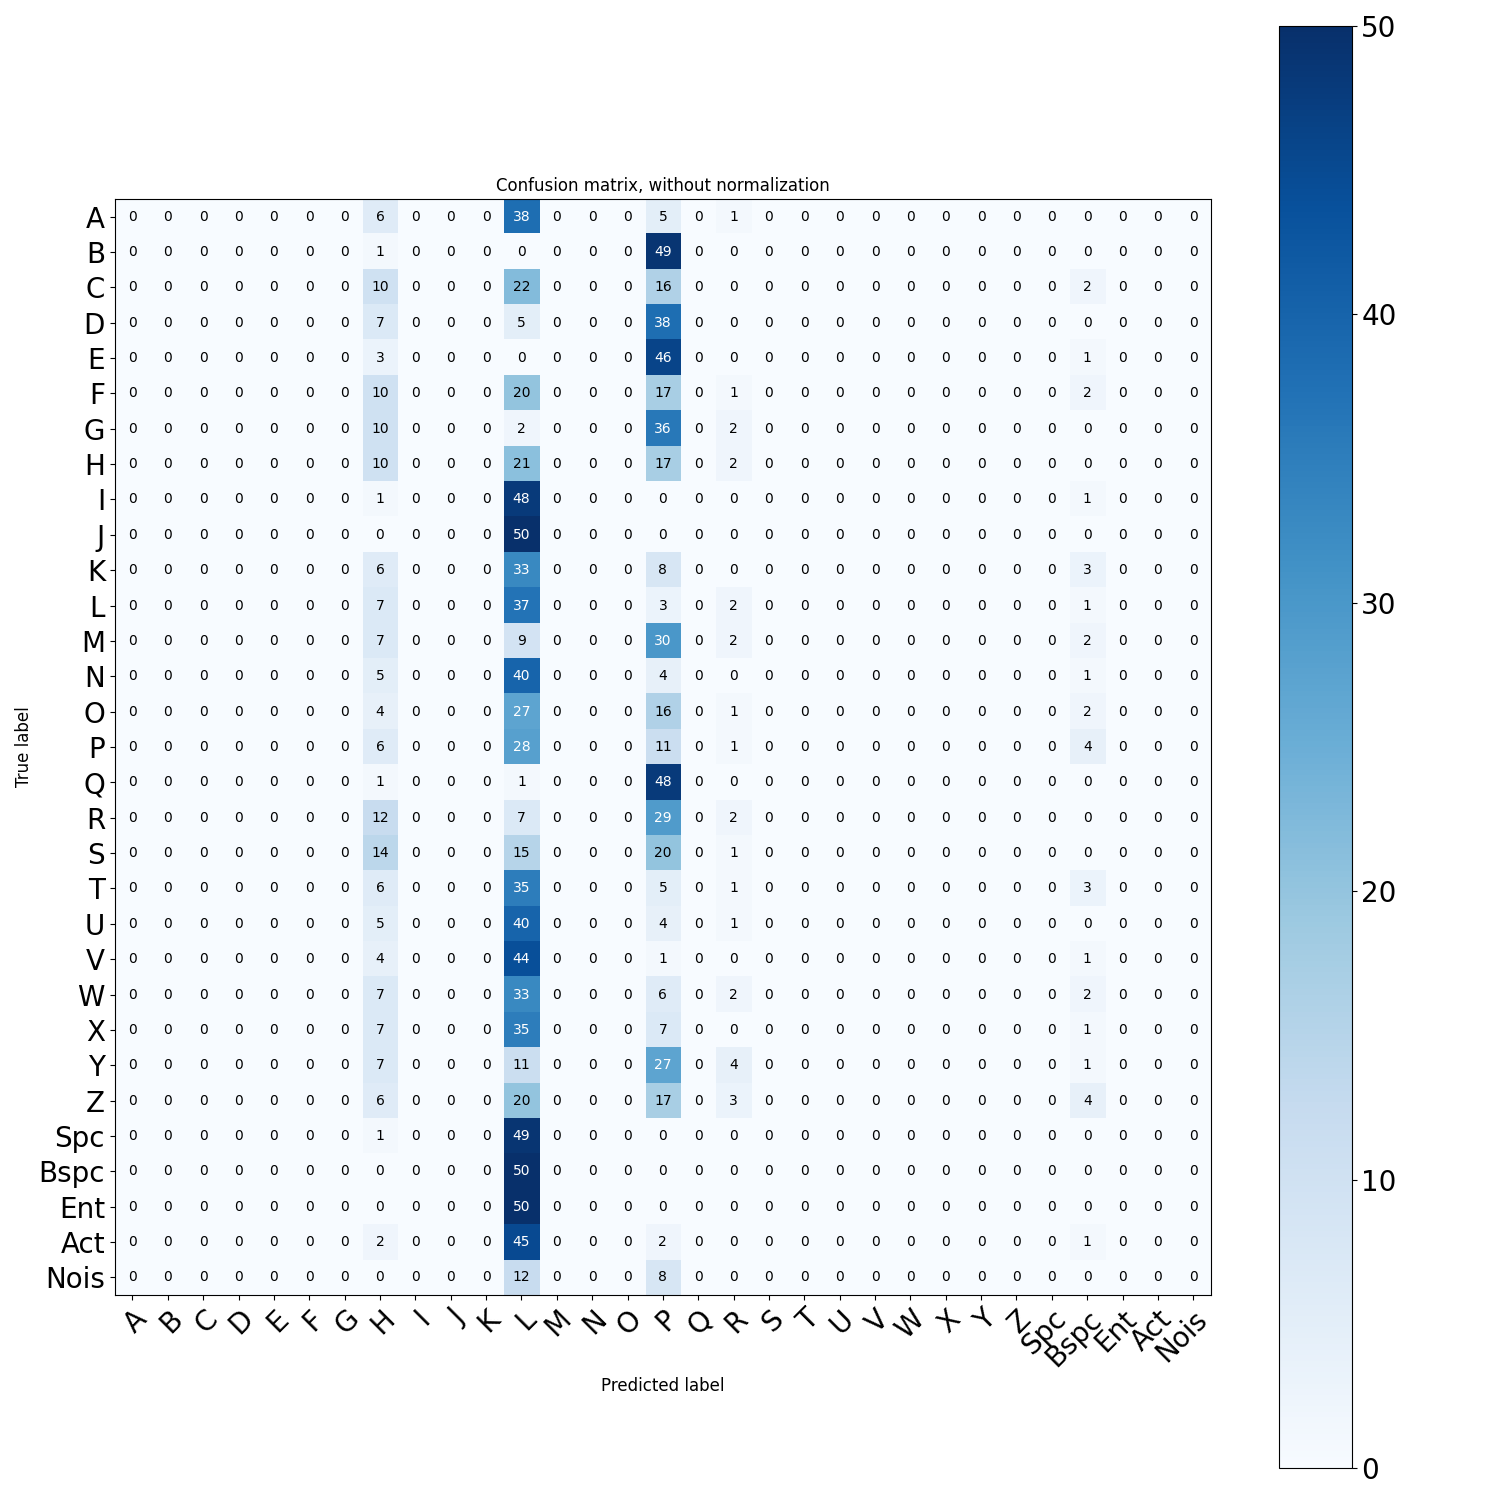 Confusion matrix, without normalization
A 0 0 0 0 0 0 0 6 0 0 0 38 0 0 0 5 0 1 0 0 0 0 0 0 0 0 0 0 0 0 0
B 0 0 0 0 0 0 0 1 0 0 0 0 0 0 0 49 0 0 0 0 0 0 0 0 0 0 0 0 0 0 0
C 0 0 0 0 0 0 0 10 0 0 0 22 0 0 0 16 0 0 0 0 0 0 0 0 0 0 0 2 0 0 0
D 0 0 0 0 0 0 0 7 0 0 0 5 0 0 0 38 0 0 0 0 0 0 0 0 0 0 0 0 0 0 0
E 0 0 0 0 0 0 0 3 0 0 0 0 0 0 0 46 0 0 0 0 0 0 0 0 0 0 0 1 0 0 0
F 0 0 0 0 0 0 0 10 0 0 0 20 0 0 0 17 0 1 0 0 0 0 0 0 0 0 0 2 0 0 0
G 0 0 0 0 0 0 0 10 0 0 0 2 0 0 0 36 0 2 0 0 0 0 0 0 0 0 0 0 0 0 0
H 0 0 0 0 0 0 0 10 0 0 0 21 0 0 0 17 0 2 0 0 0 0 0 0 0 0 0 0 0 0 0
I 0 0 0 0 0 0 0 1 0 0 0 48 0 0 0 0 0 0 0 0 0 0 0 0 0 0 0 1 0 0 0
J 0 0 0 0 0 0 0 0 0 0 0 50 0 0 0 0 0 0 0 0 0 0 0 0 0 0 0 0 0 0 0
K 0 0 0 0 0 0 0 6 0 0 0 33 0 0 0 8 0 0 0 0 0 0 0 0 0 0 0 3 0 0 0
L 0 0 0 0 0 0 0 7 0 0 0 37 0 0 0 3 0 2 0 0 0 0 0 0 0 0 0 1 0 0 0
M 0 0 0 0 0 0 0 7 0 0 0 9 0 0 0 30 0 2 0 0 0 0 0 0 0 0 0 2 0 0 0
N 0 0 0 0 0 0 0 5 0 0 0 40 0 0 0 4 0 0 0 0 0 0 0 0 0 0 0 1 0 0 0
O 0 0 0 0 0 0 0 4 0 0 0 27 0 0 0 16 0 1 0 0 0 0 0 0 0 0 0 2 0 0 0
P 0 0 0 0 0 0 0 6 0 0 0 28 0 0 0 11 0 1 0 0 0 0 0 0 0 0 0 4 0 0 0
Q 0 0 0 0 0 0 0 1 0 0 0 1 0 0 0 48 0 0 0 0 0 0 0 0 0 0 0 0 0 0 0
R 0 0 0 0 0 0 0 12 0 0 0 7 0 0 0 29 0 2 0 0 0 0 0 0 0 0 0 0 0 0 0
S 0 0 0 0 0 0 0 14 0 0 0 15 0 0 0 20 0 1 0 0 0 0 0 0 0 0 0 0 0 0 0
T 0 0 0 0 0 0 0 6 0 0 0 35 0 0 0 5 0 1 0 0 0 0 0 0 0 0 0 3 0 0 0
U 0 0 0 0 0 0 0 5 0 0 0 40 0 0 0 4 0 1 0 0 0 0 0 0 0 0 0 0 0 0 0
V 0 0 0 0 0 0 0 4 0 0 0 44 0 0 0 1 0 0 0 0 0 0 0 0 0 0 0 1 0 0 0
W 0 0 0 0 0 0 0 7 0 0 0 33 0 0 0 6 0 2 0 0 0 0 0 0 0 0 0 2 0 0 0
X 0 0 0 0 0 0 0 7 0 0 0 35 0 0 0 7 0 0 0 0 0 0 0 0 0 0 0 1 0 0 0
Y 0 0 0 0 0 0 0 7 0 0 0 11 0 0 0 27 0 4 0 0 0 0 0 0 0 0 0 1 0 0 0
Z 0 0 0 0 0 0 0 6 0 0 0 20 0 0 0 17 0 3 0 0 0 0 0 0 0 0 0 4 0 0 0
Spc 0 0 0 0 0 0 0 1 0 0 0 49 0 0 0 0 0 0 0 0 0 0 0 0 0 0 0 0 0 0 0
Bspc 0 0 0 0 0 0 0 0 0 0 0 50 0 0 0 0 0 0 0 0 0 0 0 0 0 0 0 0 0 0 0
Ent 0 0 0 0 0 0 0 0 0 0 0 50 0 0 0 0 0 0 0 0 0 0 0 0 0 0 0 0 0 0 0
Act 0 0 0 0 0 0 0 2 0 0 0 45 0 0 0 2 0 0 0 0 0 0 0 0 0 0 0 1 0 0 0
Nois 0 0 0 0 0 0 0 0 0 0 0 12 0 0 0 8 0 0 0 0 0 0 0 0 0 0 0 0 0 0 0
A B C D E F G H I J K L M N O P Q R S T U V W X Y Z Spc Bspc Ent Act Nois
Predicted label
True label
50
40
30
20
10
0